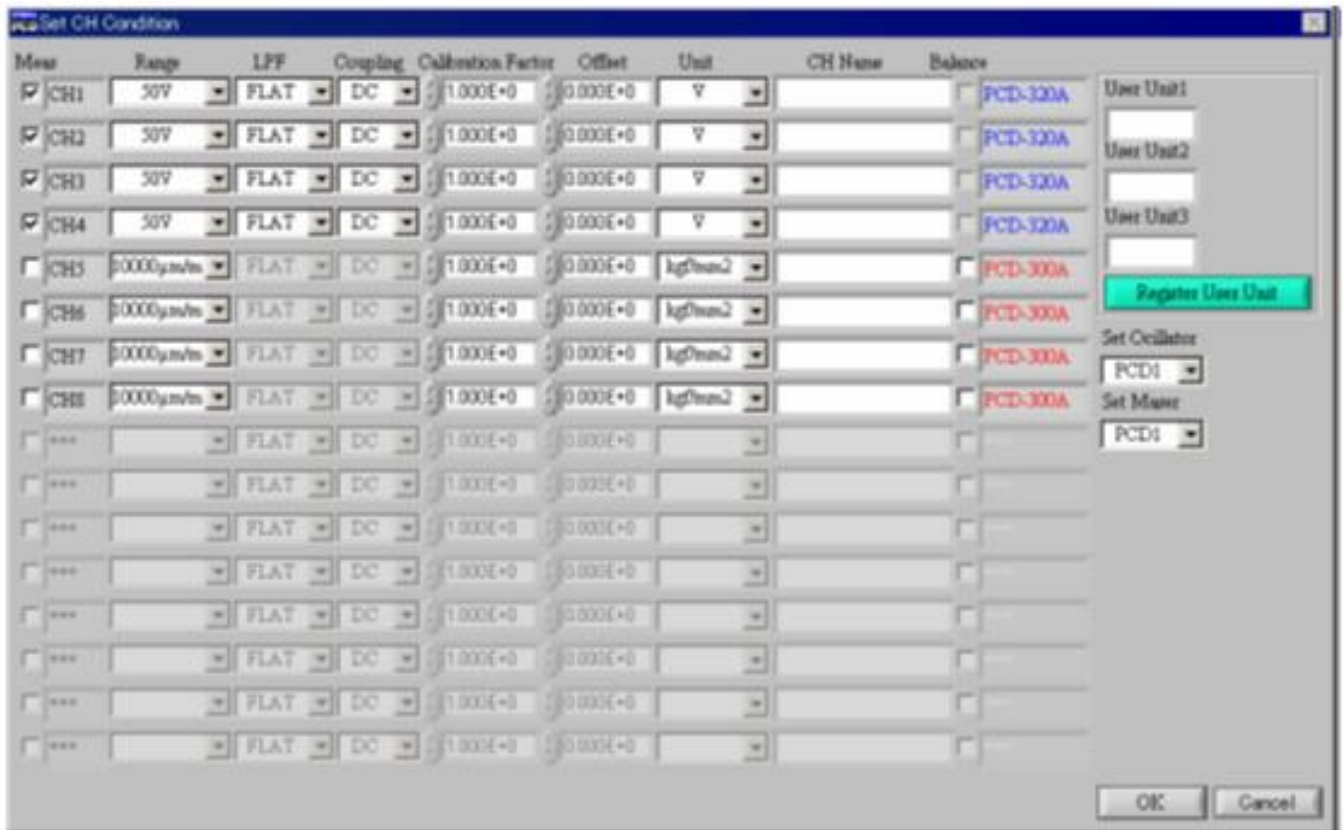 Set CH Condition
Meas Range LPF Coupling Calibration Factor Offset Unit CH Name Balance
CH1 50V FLAT DC 1.000E+0 0.000E+0 V PCD-320A
CH2 50V FLAT DC 1.000E+0 0.000E+0 V PCD-320A
CH3 50V FLAT DC 1.000E+0 0.000E+0 V PCD-320A
CH4 50V FLAT DC 1.000E+0 0.000E+0 V PCD-320A
CH5 10000μm/m FLAT DC 1.000E+0 0.000E+0 kgf/mm2 PCD-300A
CH6 10000μm/m FLAT DC 1.000E+0 0.000E+0 kgf/mm2 PCD-300A
CH7 10000μm/m FLAT DC 1.000E+0 0.000E+0 kgf/mm2 PCD-300A
CH8 10000μm/m FLAT DC 1.000E+0 0.000E+0 kgf/mm2 PCD-300A
*** FLAT DC 1.000E+0 0.000E+0
*** FLAT DC 1.000E+0 0.000E+0
*** FLAT DC 1.000E+0 0.000E+0
*** FLAT DC 1.000E+0 0.000E+0
*** FLAT DC 1.000E+0 0.000E+0
*** FLAT DC 1.000E+0 0.000E+0
*** FLAT DC 1.000E+0 0.000E+0
*** FLAT DC 1.000E+0 0.000E+0
User Unit1
User Unit2
User Unit3
Register User Unit
Set Ocillator
PCD1
Set Master
PCD1
OK Cancel